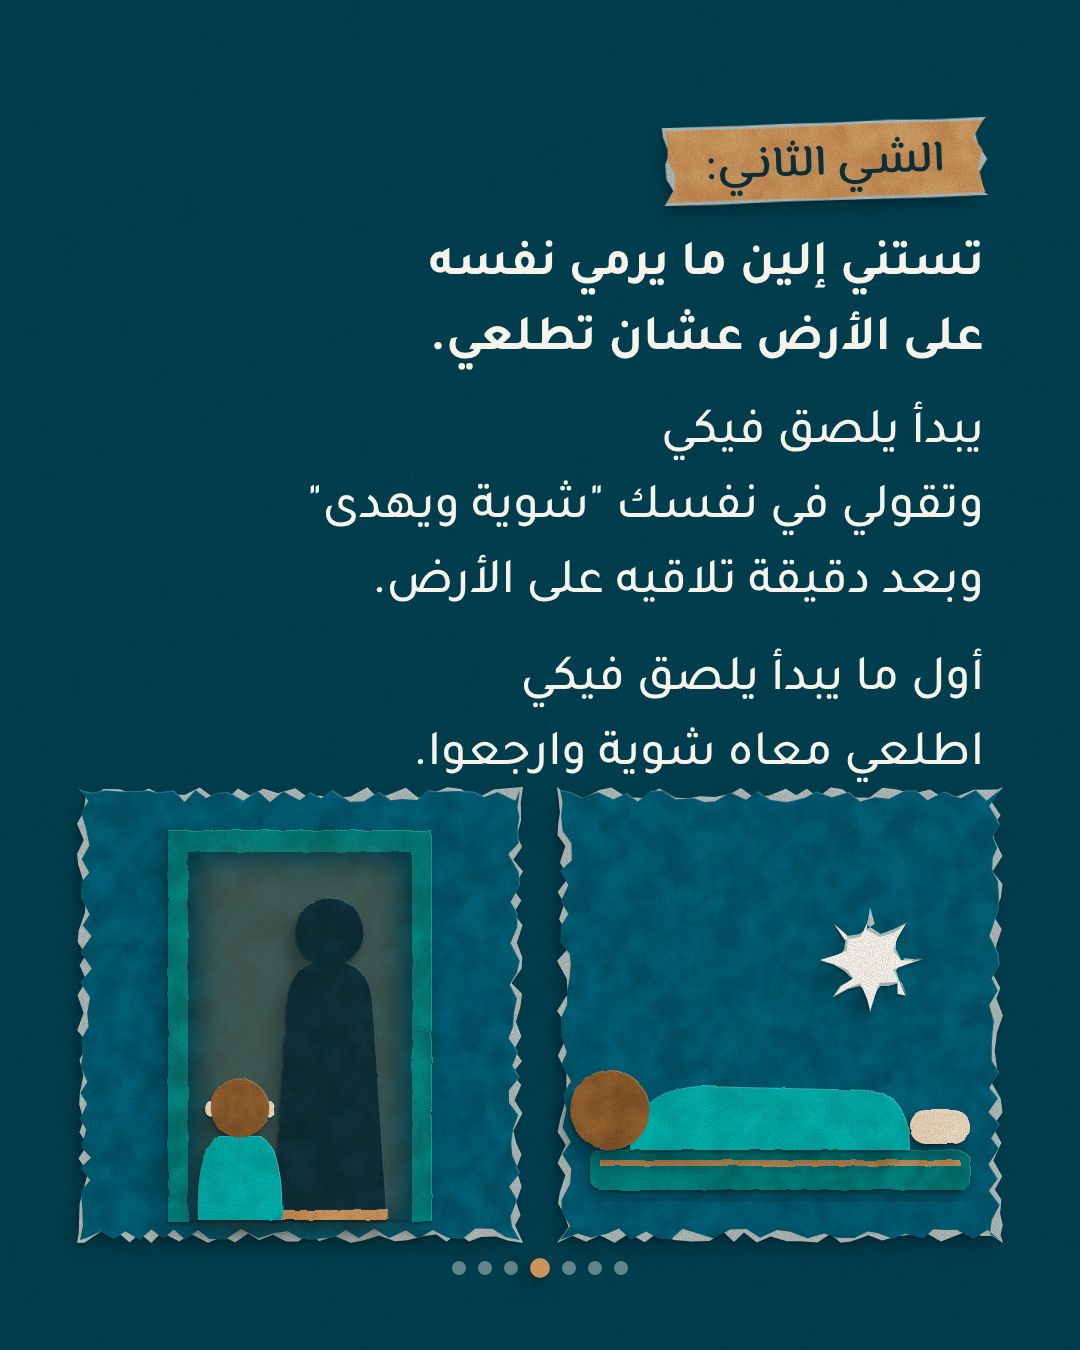 الشي الثاني:
تستني إلين ما يرمي نفسه
على الأرض عشان تطلعي.
يبدأ يلصق فيكي
وتقولي في نفسك "شوية ويهدى"
وبعد دقيقة تلاقيه على الأرض.
أول ما يبدأ يلصق فيكي
اطلعي معاه شوية وارجعوا.